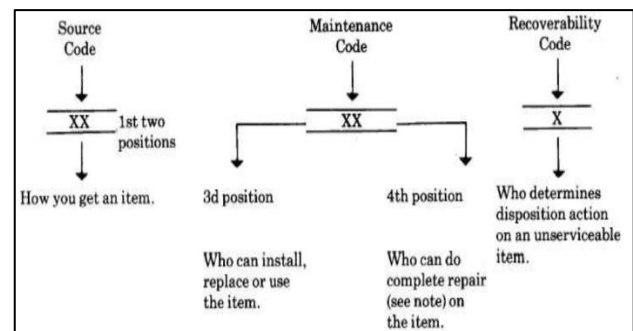 Source
Code
XX
1st two
positions
How you get an item.
Maintenance
Code
XX
3d position
Who can install,
replace or use
the item.
4th position
Who can do
complete repair
(see note) on
the item.
Recoverability
Code
X
Who determines
disposition action
on an unserviceable
item.